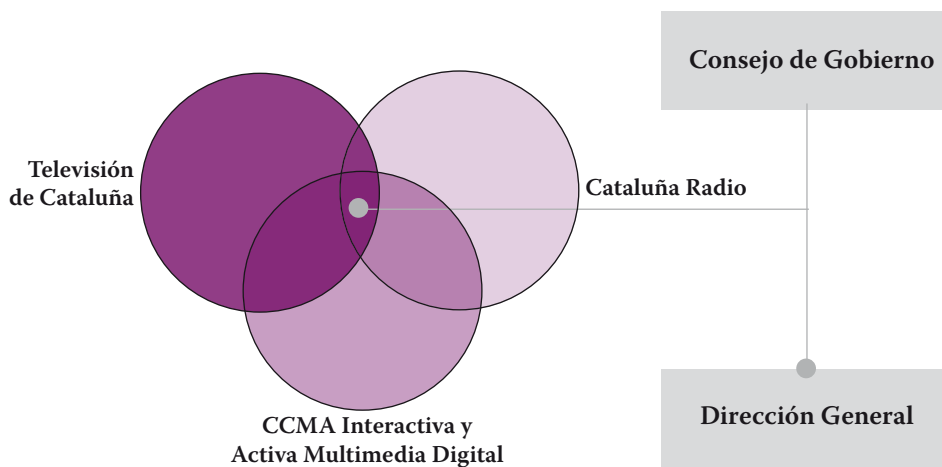 Consejo de Gobierno
Televisión
de Cataluña
Cataluña Radio
CCMA Interactiva y
Activa Multimedia Digital
Dirección General